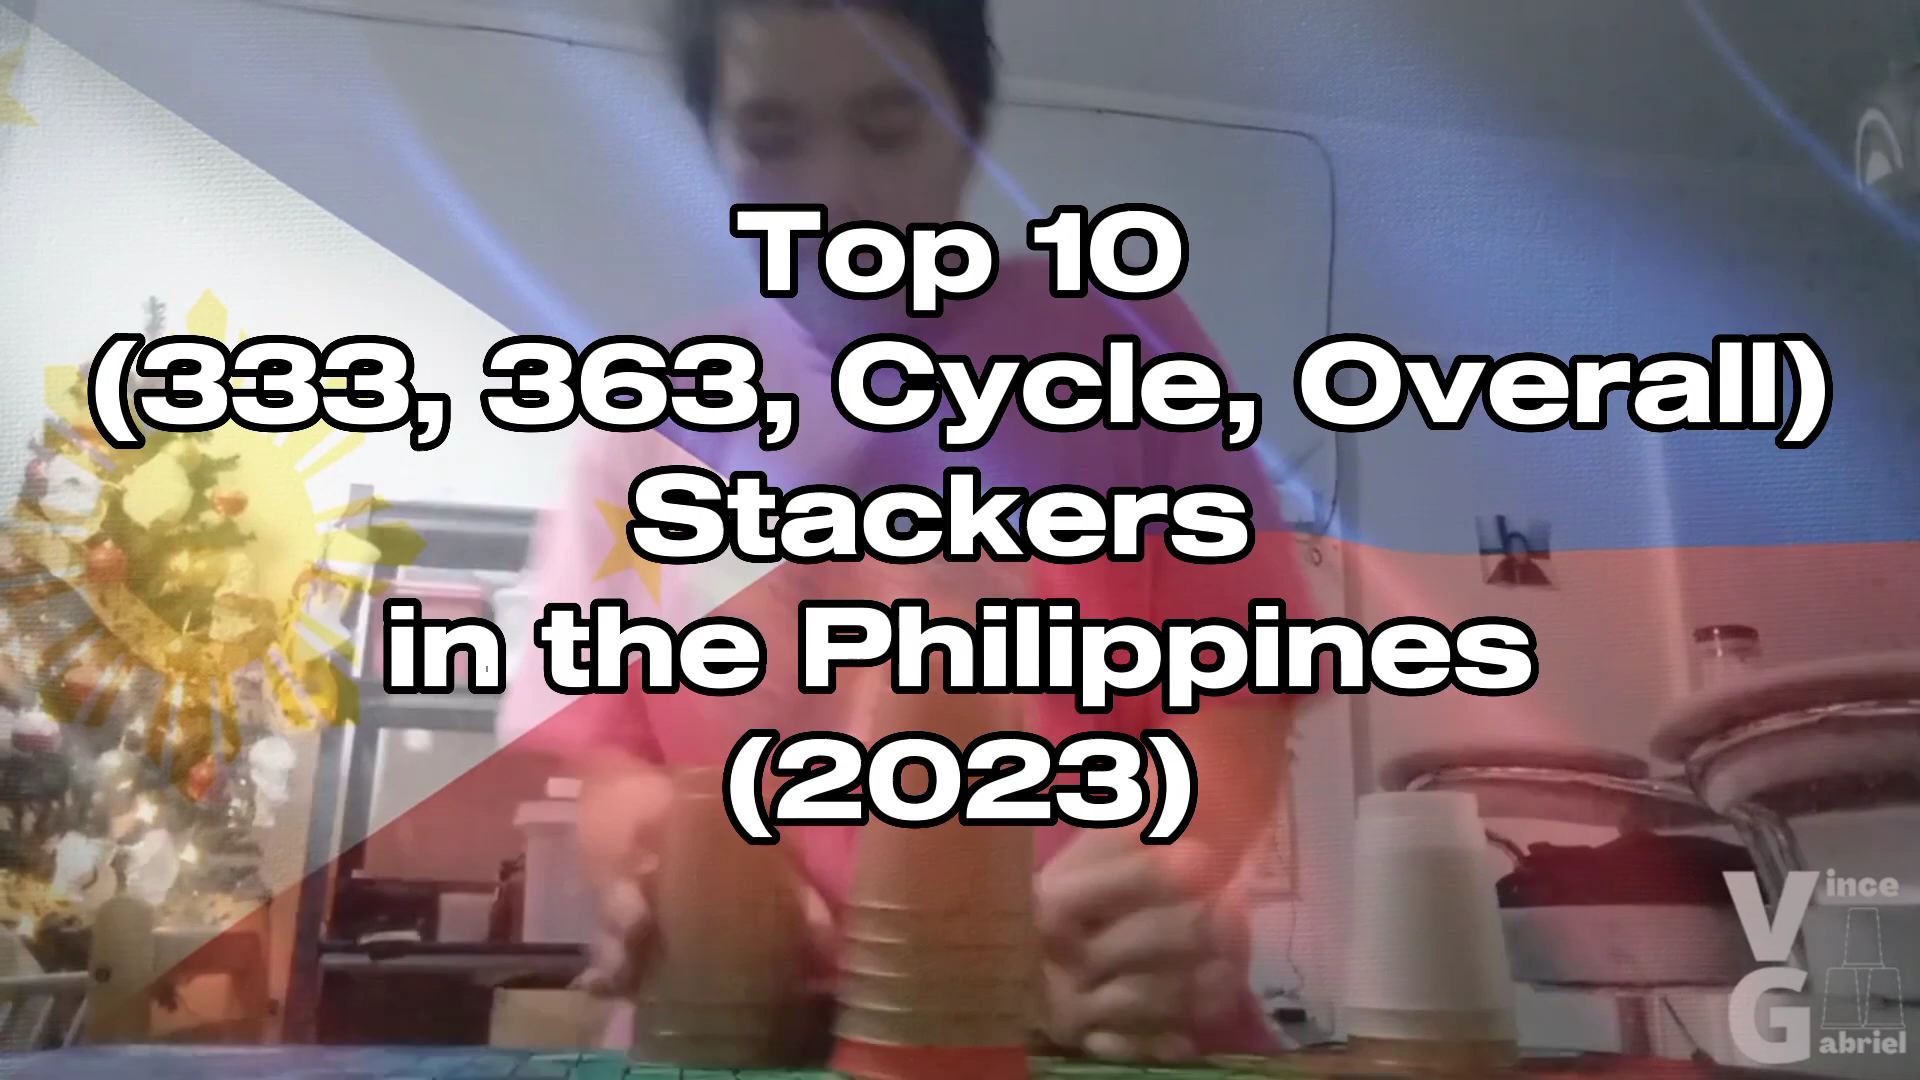 Top 10
(333, 363, Cycle, Overall)
Stackers
in the Philippines
(2023)
Vince
Gabriel